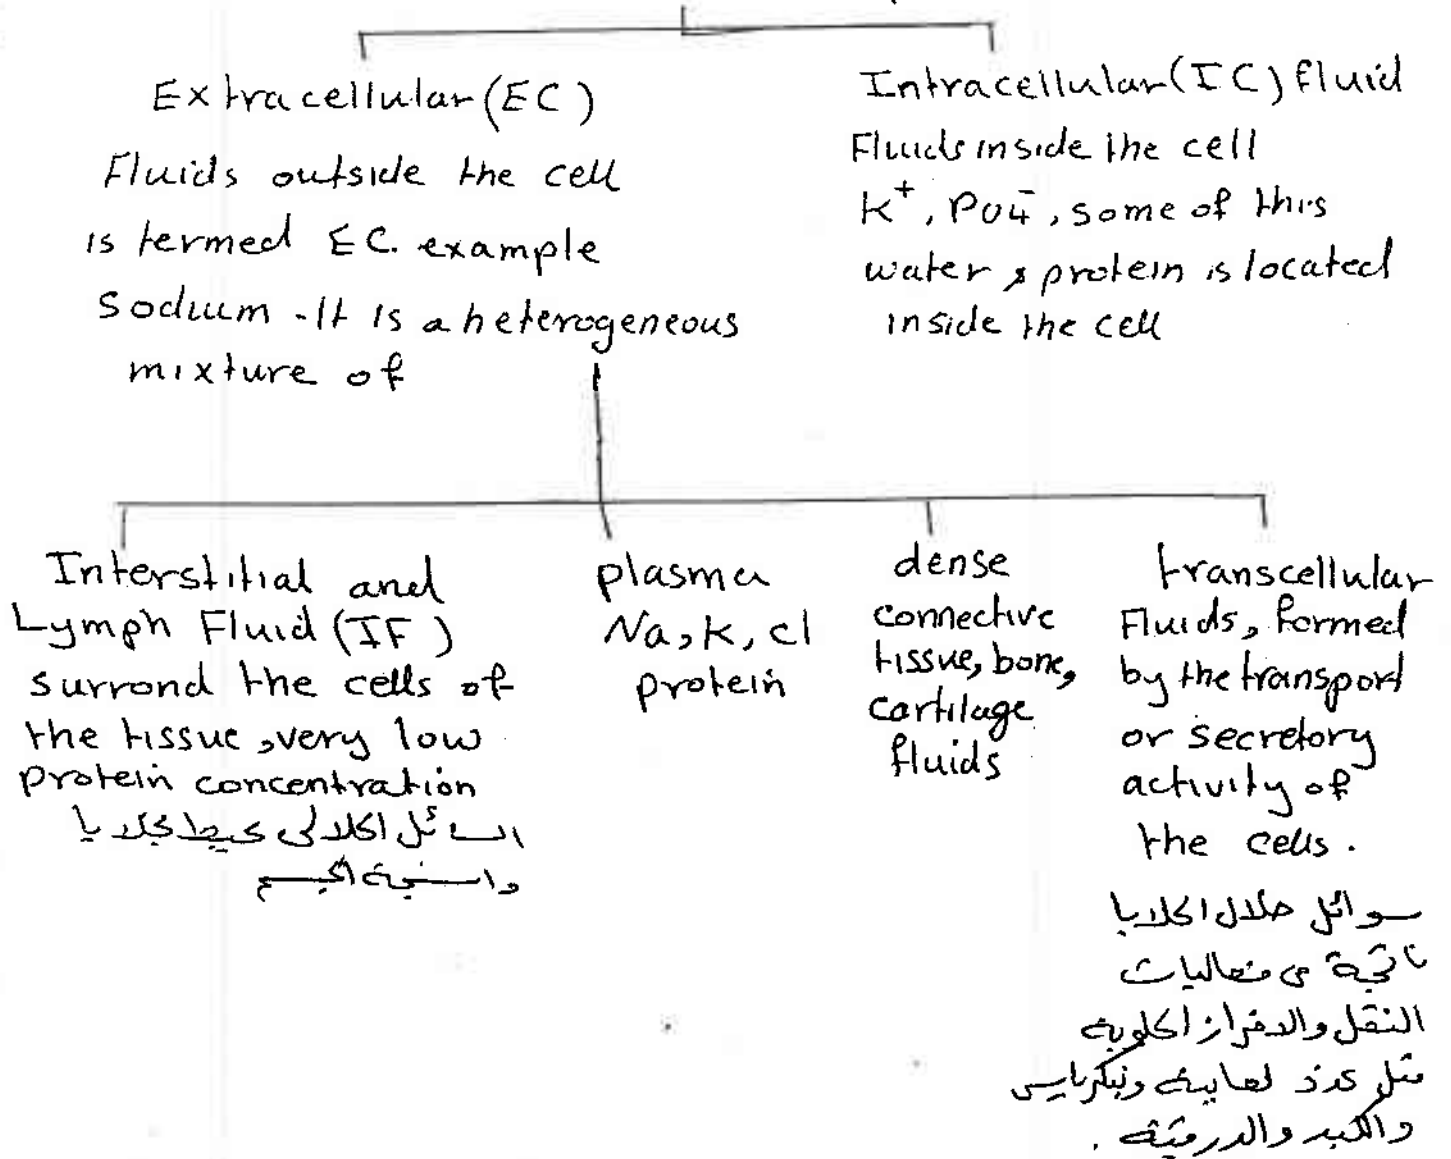 Extracellular (EC)
Fluids outside the cell
is termed EC. example
Sodium - It is a heterogeneous
mixture of
Intracellular (IC) fluid
Fluids inside the cell
K⁺, PO4⁻, some of this
water & protein is located
inside the cell
Interstitial and
Lymph Fluid (IF)
surrond the cells of
the tissue, very low
protein concentration
السائل الخلالي يحيط بخلايا
وانسجة الجسم
plasma
Na, K, cl
protein
dense
connective
tissue, bone,
cartilage
fluids
transcellular
Fluids, formed
by the transport
or secretory
activity of
the cells.
سوائل خلال الخلايا
ناتجة من فعاليات
النقل والافراز الخلوية
مثل غدد لعابية وبنكرياس
والكبد والدرقية .